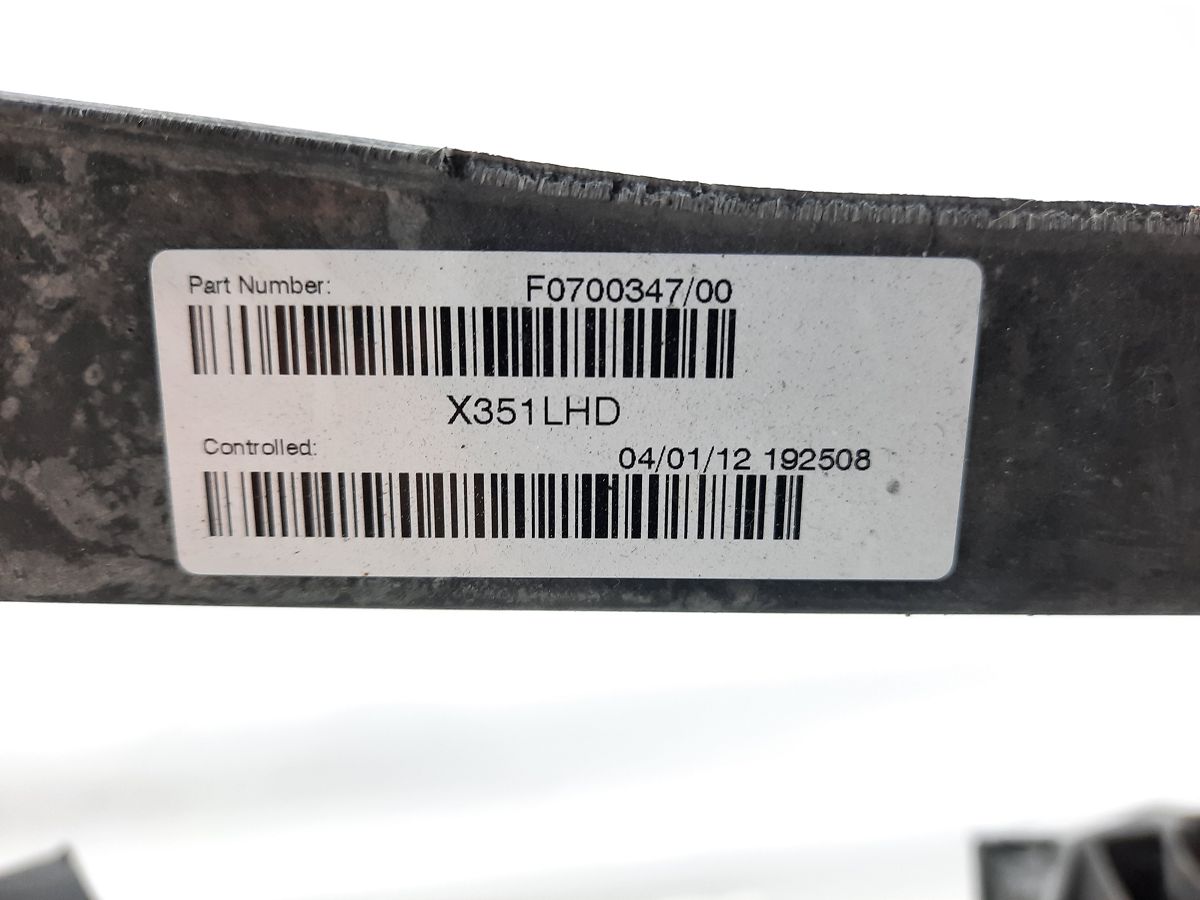 Part Number: F0700347/00
X351LHD
Controlled: 04/01/12 192508